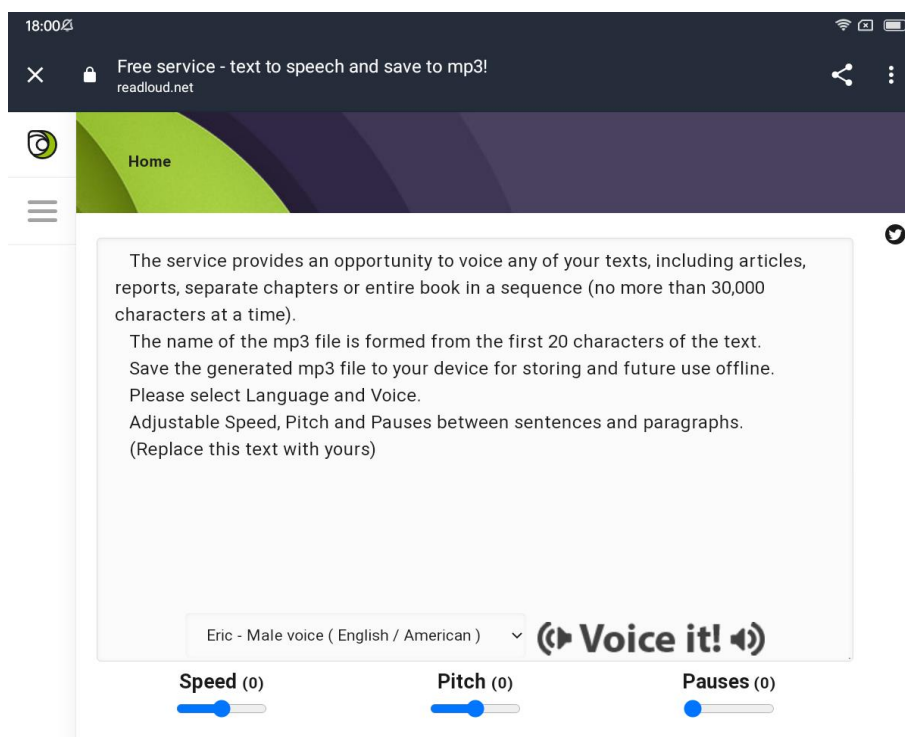 18:00
Free service - text to speech and save to mp3!
readloud.net
Home
The service provides an opportunity to voice any of your texts, including articles,
reports, separate chapters or entire book in a sequence (no more than 30,000
characters at a time).
The name of the mp3 file is formed from the first 20 characters of the text.
Save the generated mp3 file to your device for storing and future use offline.
Please select Language and Voice.
Adjustable Speed, Pitch and Pauses between sentences and paragraphs.
(Replace this text with yours)
Eric - Male voice ( English / American ) Voice it!
Speed (0) Pitch (0) Pauses (0)